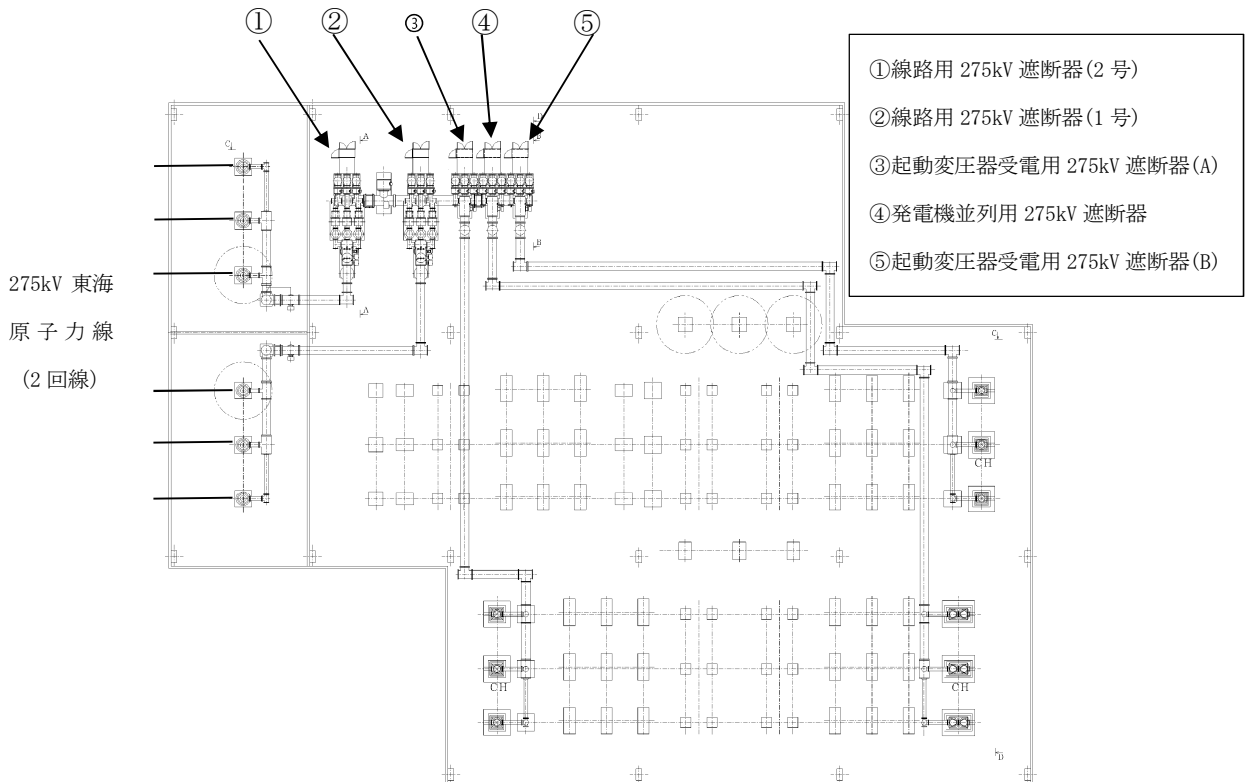 ① ② ③ ④ ⑤
①線路用 275kV 遮断器(2 号)
②線路用 275kV 遮断器(1 号)
③起動変圧器受電用 275kV 遮断器(A)
④発電機並列用 275kV 遮断器
⑤起動変圧器受電用 275kV 遮断器(B)
275kV 東海
原子力線
(2 回線)
A
A
B
B
C
C
D
CH
CH
CH
D